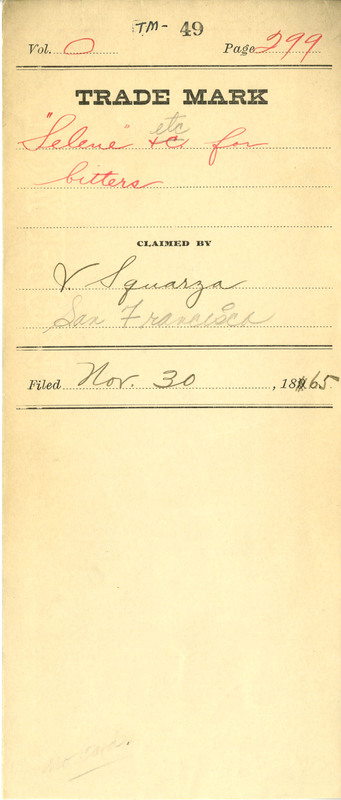 TM- 49
Vol. O Page 299
TRADE MARK
"Selene" etc &c for
bitters
CLAIMED BY
V. Squarza
San Francisco
Filed Nov. 30, 1865